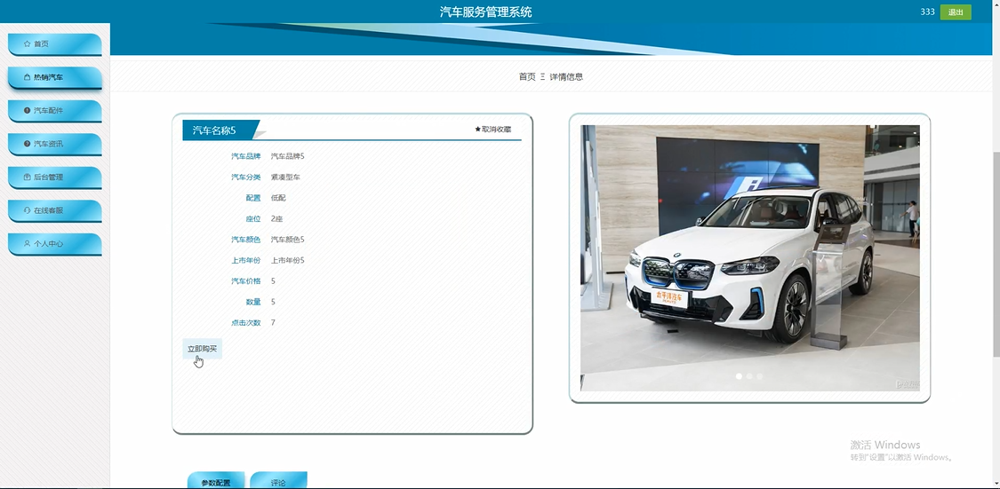 汽车服务管理系统
333 退出
首页
热销汽车
汽车配件
汽车资讯
后台管理
在线客服
个人中心
首页 Ξ 详情信息
汽车名称5
★取消收藏
汽车品牌 汽车品牌5
汽车分类 紧凑型车
配置 低配
座位 2座
汽车颜色 汽车颜色5
上市年份 上市年份5
汽车价格 5
数量 5
点击次数 7
立即购买
太平洋汽车
参数配置
评论
激活 Windows
转到"设置"以激活 Windows。